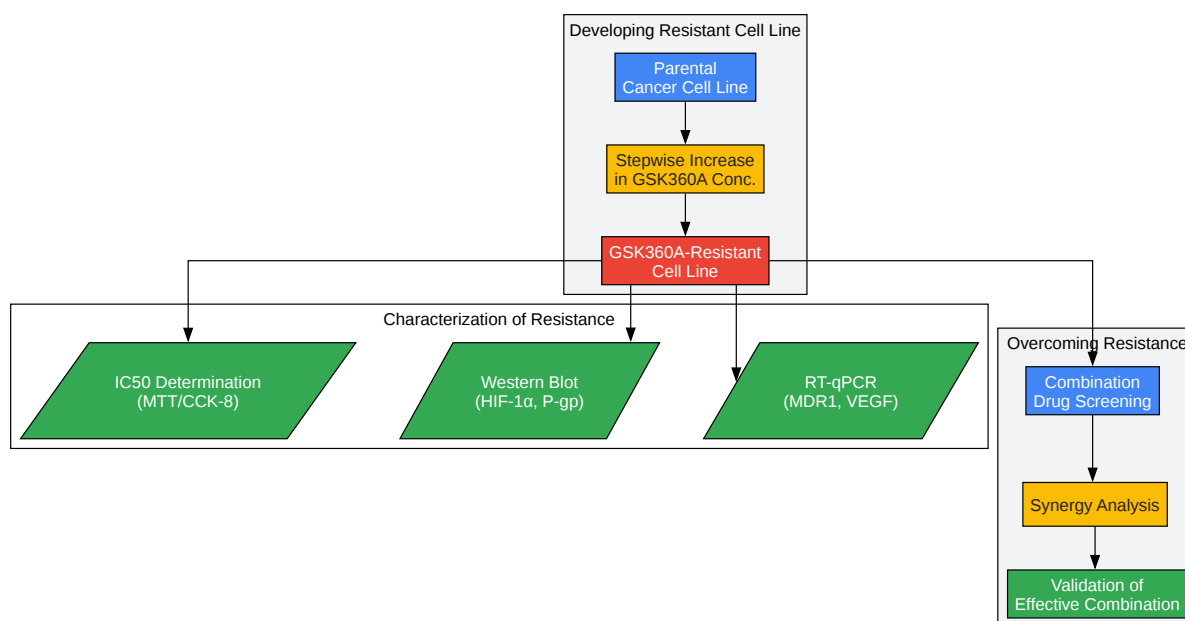 Developing Resistant Cell Line
Parental
Cancer Cell Line
Stepwise Increase
in GSK360A Conc.
GSK360A-Resistant
Cell Line
Characterization of Resistance
IC50 Determination
(MTT/CCK-8)
Western Blot
(HIF-1α, P-gp)
RT-qPCR
(MDR1, VEGF)
Overcoming Resistance
Combination
Drug Screening
Synergy Analysis
Validation of
Effective Combination